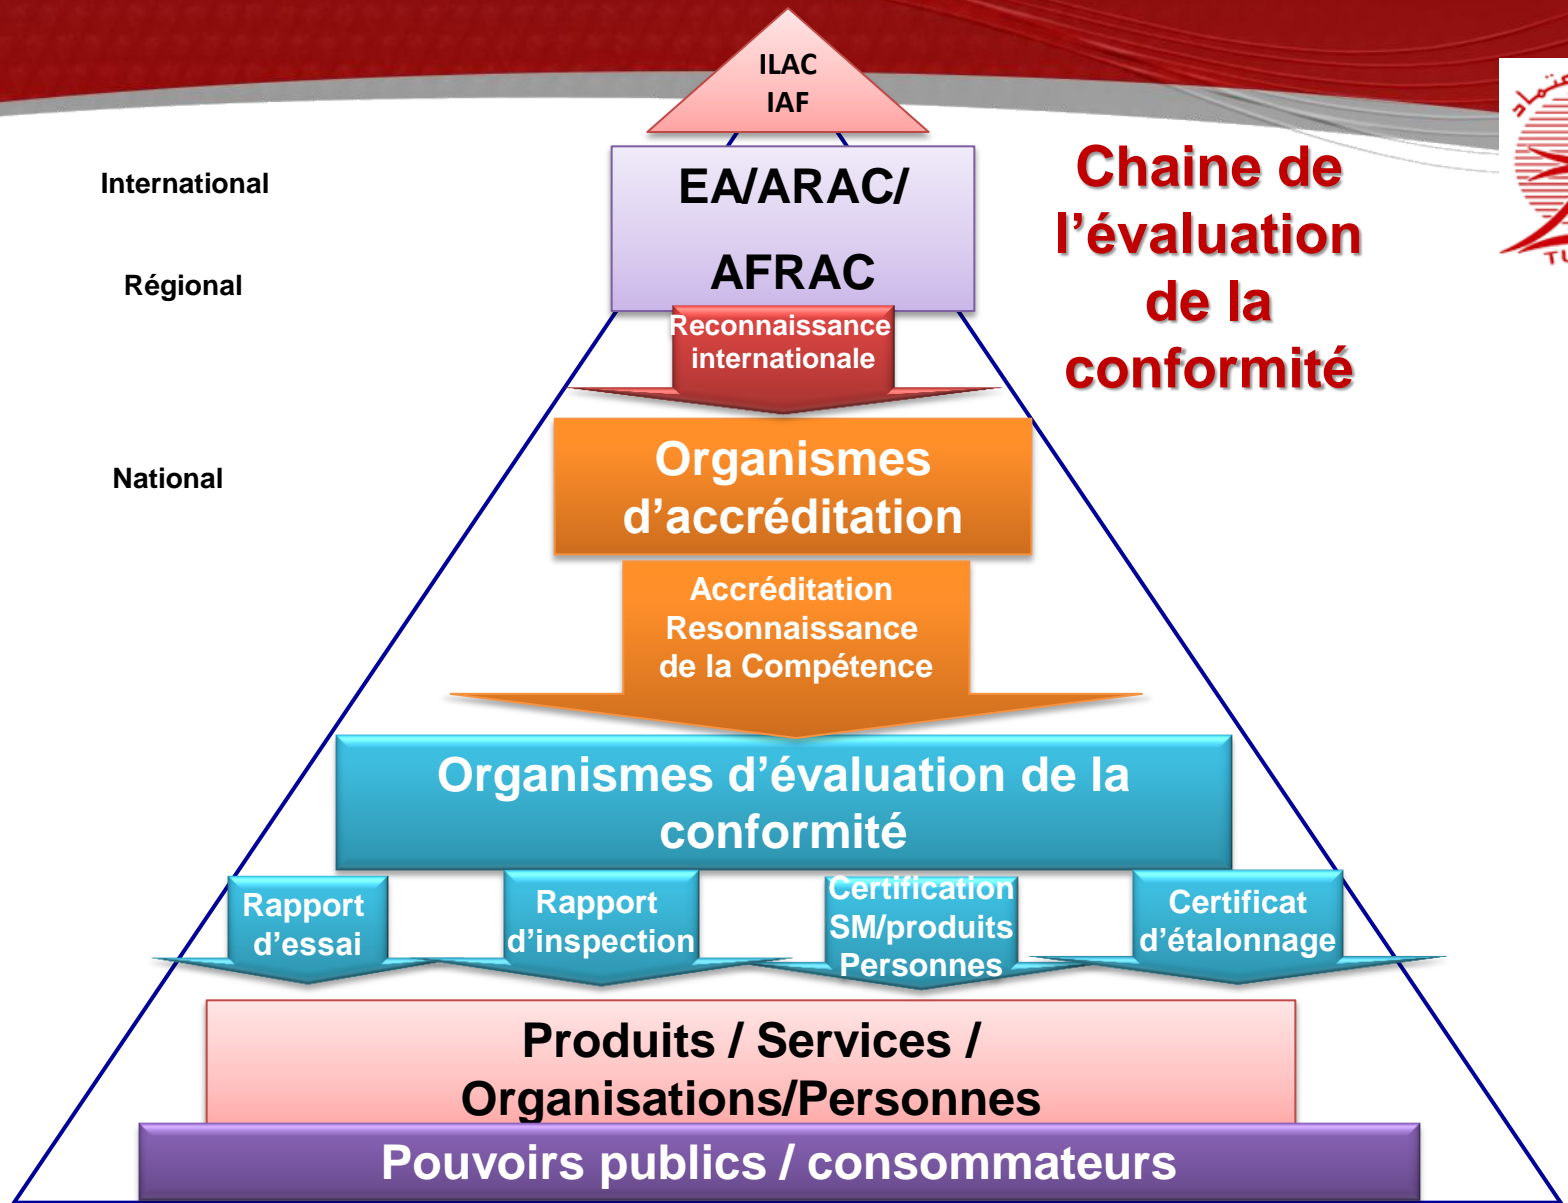 ILAC
IAF
International
EA/ARAC/
AFRAC
Régional
Chaine de
l’évaluation
de la
conformité
Reconnaissance
internationale
National
Organismes
d’accréditation
Accréditation
Resonnaissance
de la Compétence
Organismes d’évaluation de la
conformité
Rapport
d’essai
Rapport
d’inspection
Certification
SM/produits
Personnes
Certificat
d’étalonnage
Produits / Services /
Organisations/Personnes
Pouvoirs publics / consommateurs